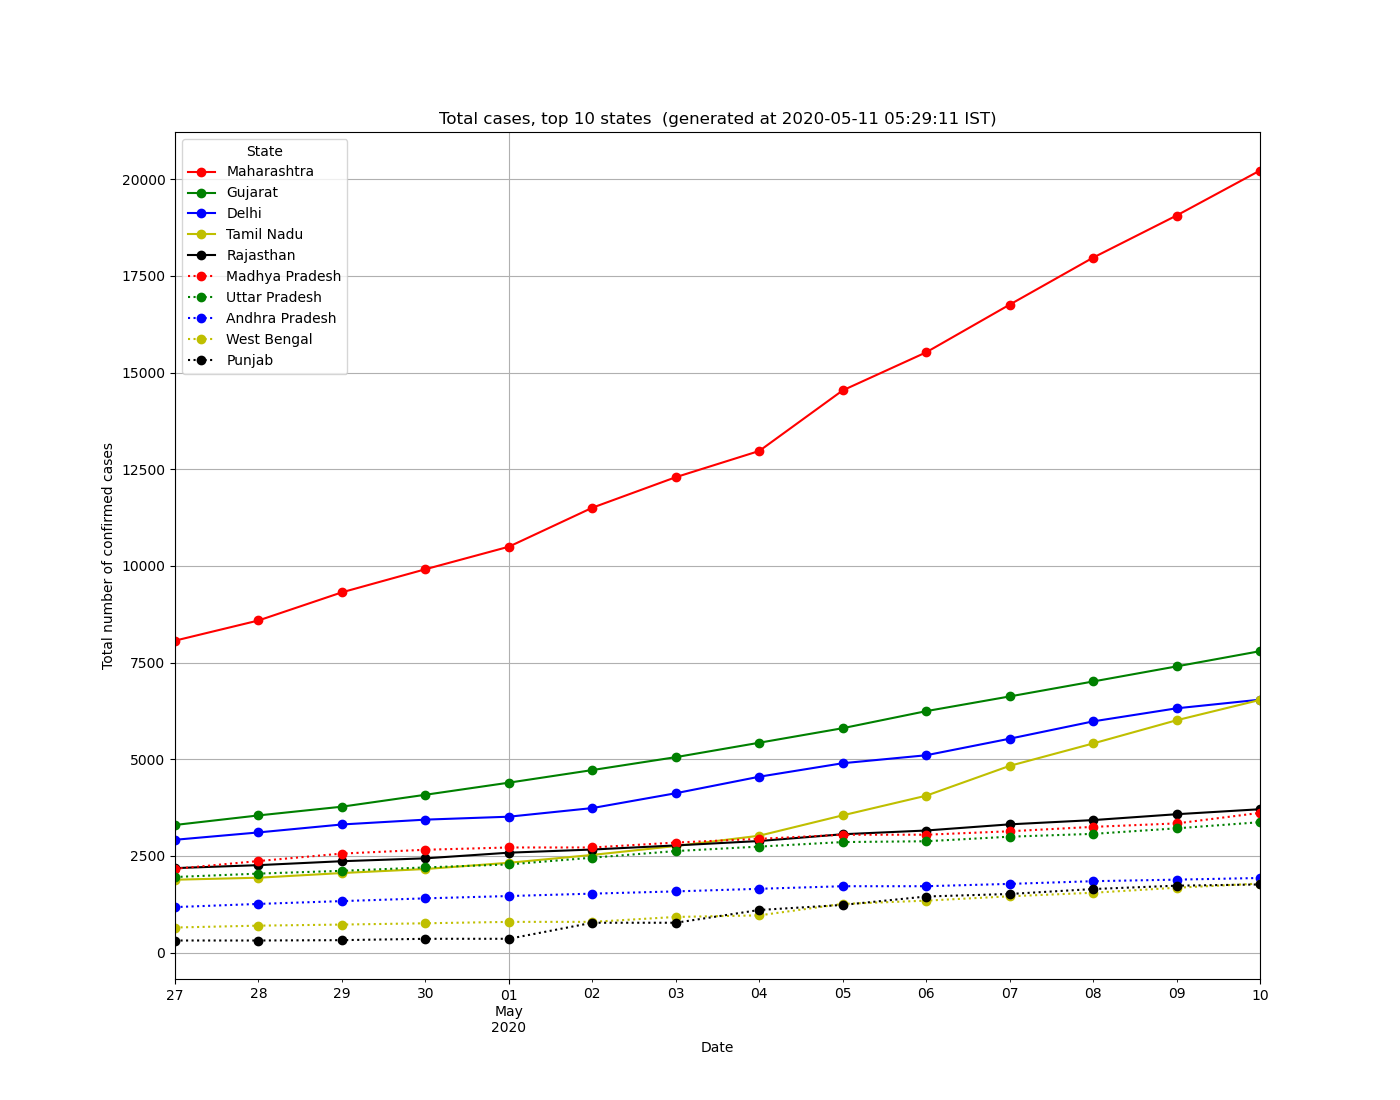 Total cases, top 10 states  (generated at 2020-05-11 05:29:11 IST)
State
Maharashtra
Gujarat
Delhi
Tamil Nadu
Rajasthan
Madhya Pradesh
Uttar Pradesh
Andhra Pradesh
West Bengal
Punjab
Total number of confirmed cases
20000
17500
15000
12500
10000
7500
5000
2500
0
27 28 29 30 01 02 03 04 05 06 07 08 09 10
May
2020
Date